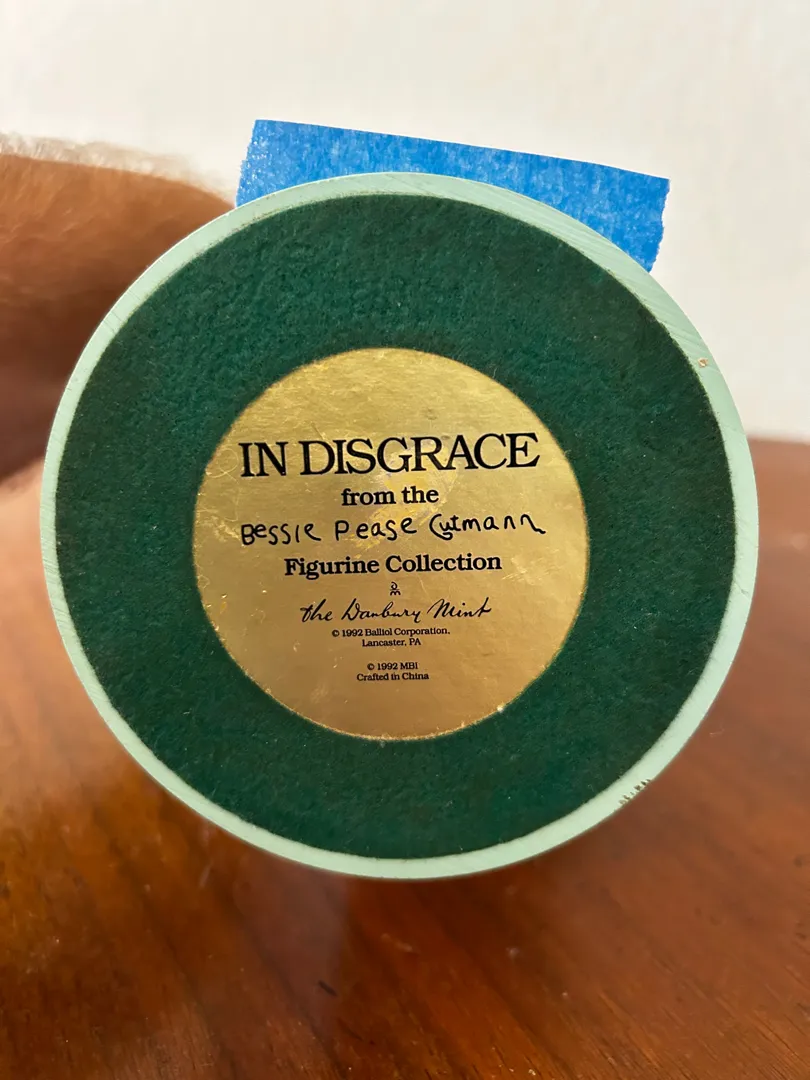 IN DISGRACE
from the
Bessie Pease Gutmann
Figurine Collection
DM
the Danbury Mint
© 1992 Balliol Corporation,
Lancaster, PA
© 1992 MBI
Crafted in China